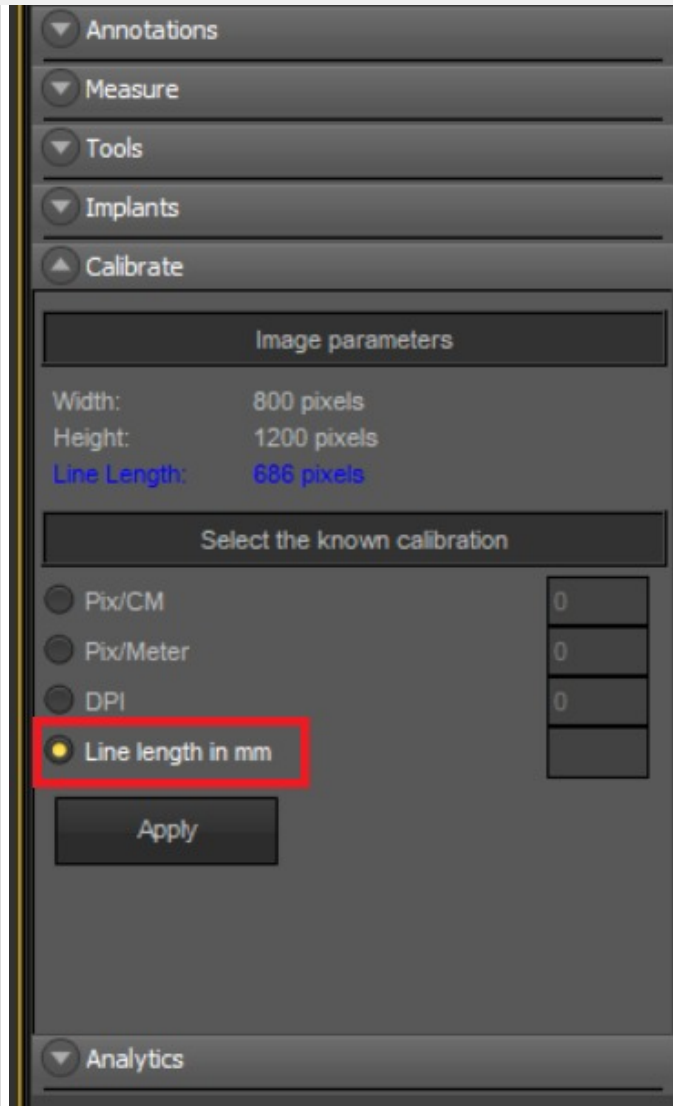 Annotations
Measure
Tools
Implants
Calibrate
Image parameters
Width: 800 pixels
Height: 1200 pixels
Line Length: 686 pixels
Select the known calibration
Pix/CM 0
Pix/Meter 0
DPI 0
Line length in mm
Apply
Analytics